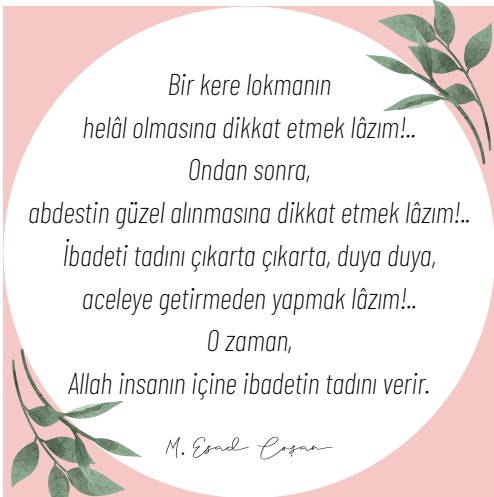 Bir kere lokmanın
helâl olmasına dikkat etmek lâzım!..
Ondan sonra,
abdestin güzel alınmasına dikkat etmek lâzım!..
İbadeti tadını çıkarta çıkarta, duya duya,
aceleye getirmeden yapmak lâzım!..
O zaman,
Allah insanın içine ibadetin tadını verir.
M. Esad Coşan